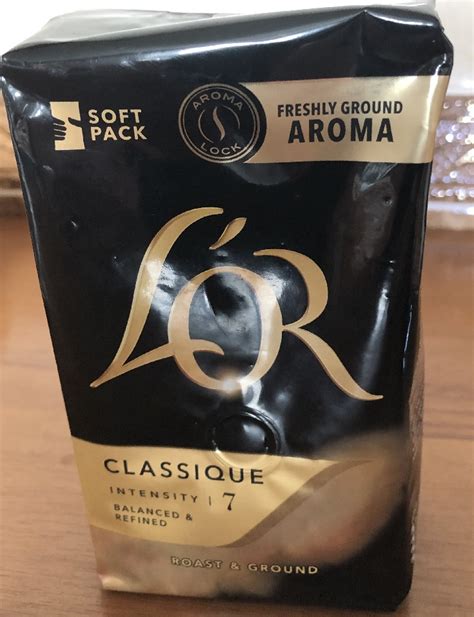 SOFT
PACK
AROMA
LOCK
FRESHLY GROUND
AROMA
L'OR
CLASSIQUE
INTENSITY | 7
BALANCED &
REFINED
ROAST & GROUND